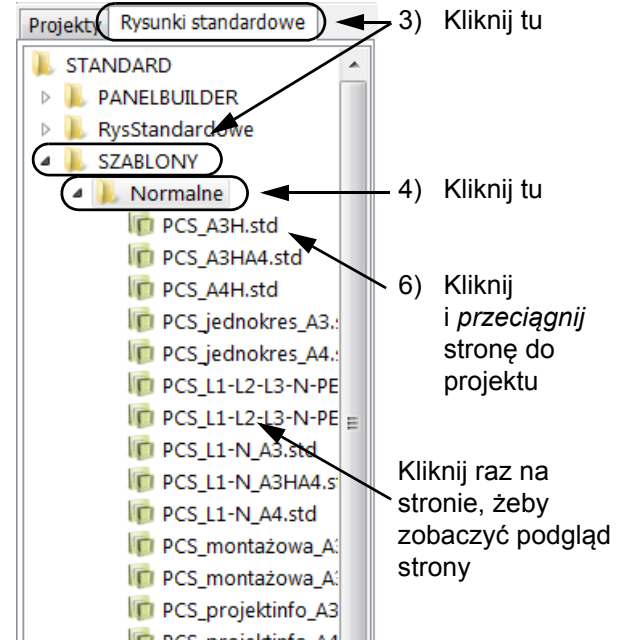 Projekty Rysunki standardowe
3) Kliknij tu
STANDARD
PANELBUILDER
RysStandardowe
SZABLONY
Normalne
4) Kliknij tu
PCS_A3H.std
PCS_A3HA4.std
PCS_A4H.std
PCS_jednokres_A3.
PCS_jednokres_A4.
PCS_L1-L2-L3-N-PE
PCS_L1-L2-L3-N-PE
PCS_L1-N_A3.std
PCS_L1-N_A3HA4.s
PCS_L1-N_A4.std
PCS_montażowa_A
PCS_montażowa_A
PCS_projektinfo_A3
PCS_projektinfo_A4
6) Kliknij
i przeciągnij
stronę do
projektu
Kliknij raz na
stronie, żeby
zobaczyć podgląd
strony